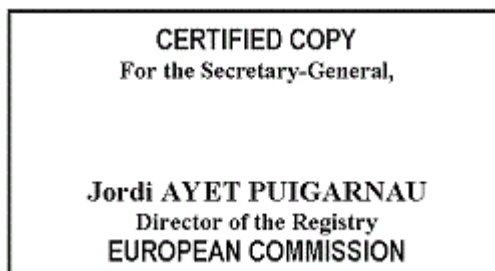 CERTIFIED COPY
For the Secretary-General,
Jordi AYET PUIGARNAU
Director of the Registry
EUROPEAN COMMISSION